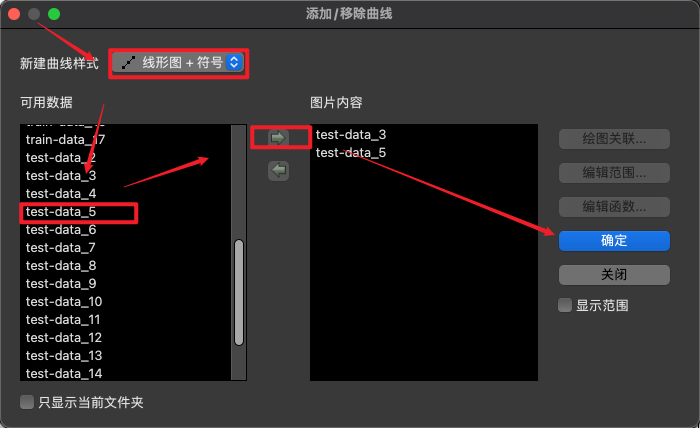 添加/移除曲线
新建曲线样式
线形图 + 符号
可用数据
图片内容
train-data_17
test-data_2
test-data_3
test-data_4
test-data_5
test-data_6
test-data_7
test-data_8
test-data_9
test-data_10
test-data_11
test-data_12
test-data_13
test-data_14
test-data_3
test-data_5
绘图关联...
编辑范围...
编辑函数...
确定
关闭
显示范围
只显示当前文件夹